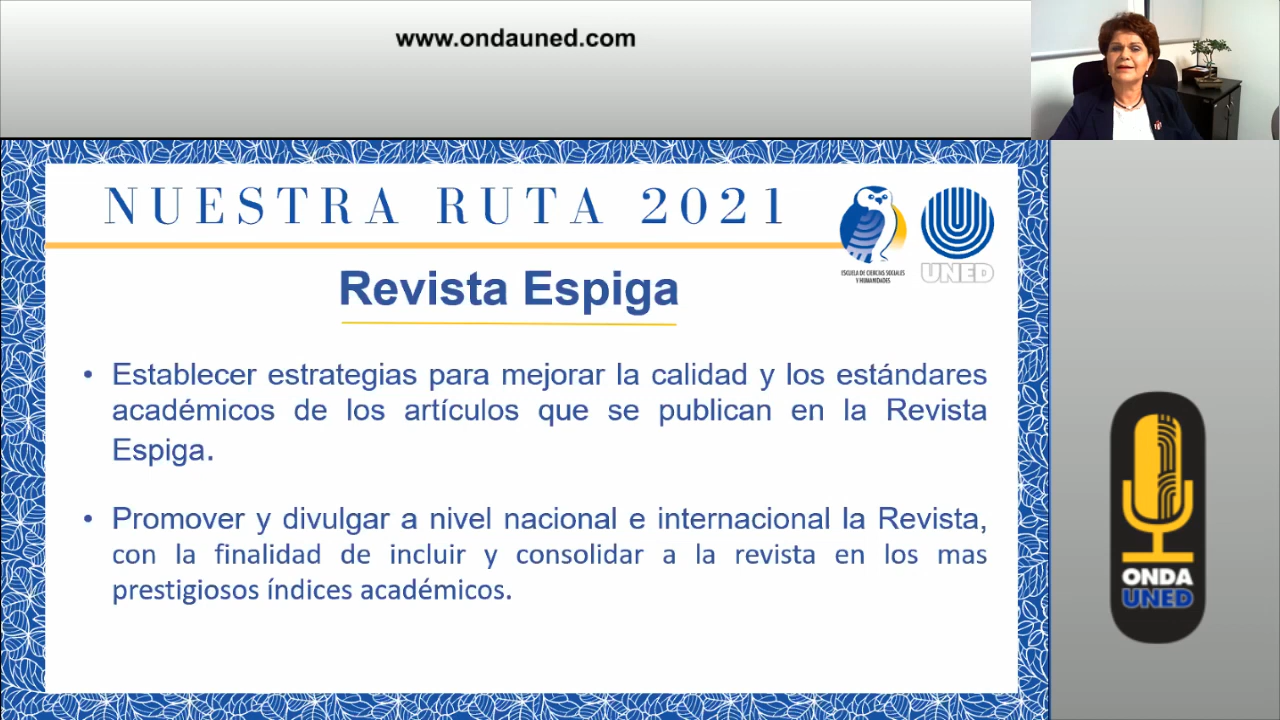 www.ondauned.com
NUESTRA RUTA 2021
ESCUELA DE CIENCIAS SOCIALES
Y HUMANIDADES
UNED
Revista Espiga
• Establecer estrategias para mejorar la calidad y los estándares
académicos de los artículos que se publican en la Revista
Espiga.
• Promover y divulgar a nivel nacional e internacional la Revista,
con la finalidad de incluir y consolidar a la revista en los mas
prestigiosos índices académicos.
ONDA
UNED